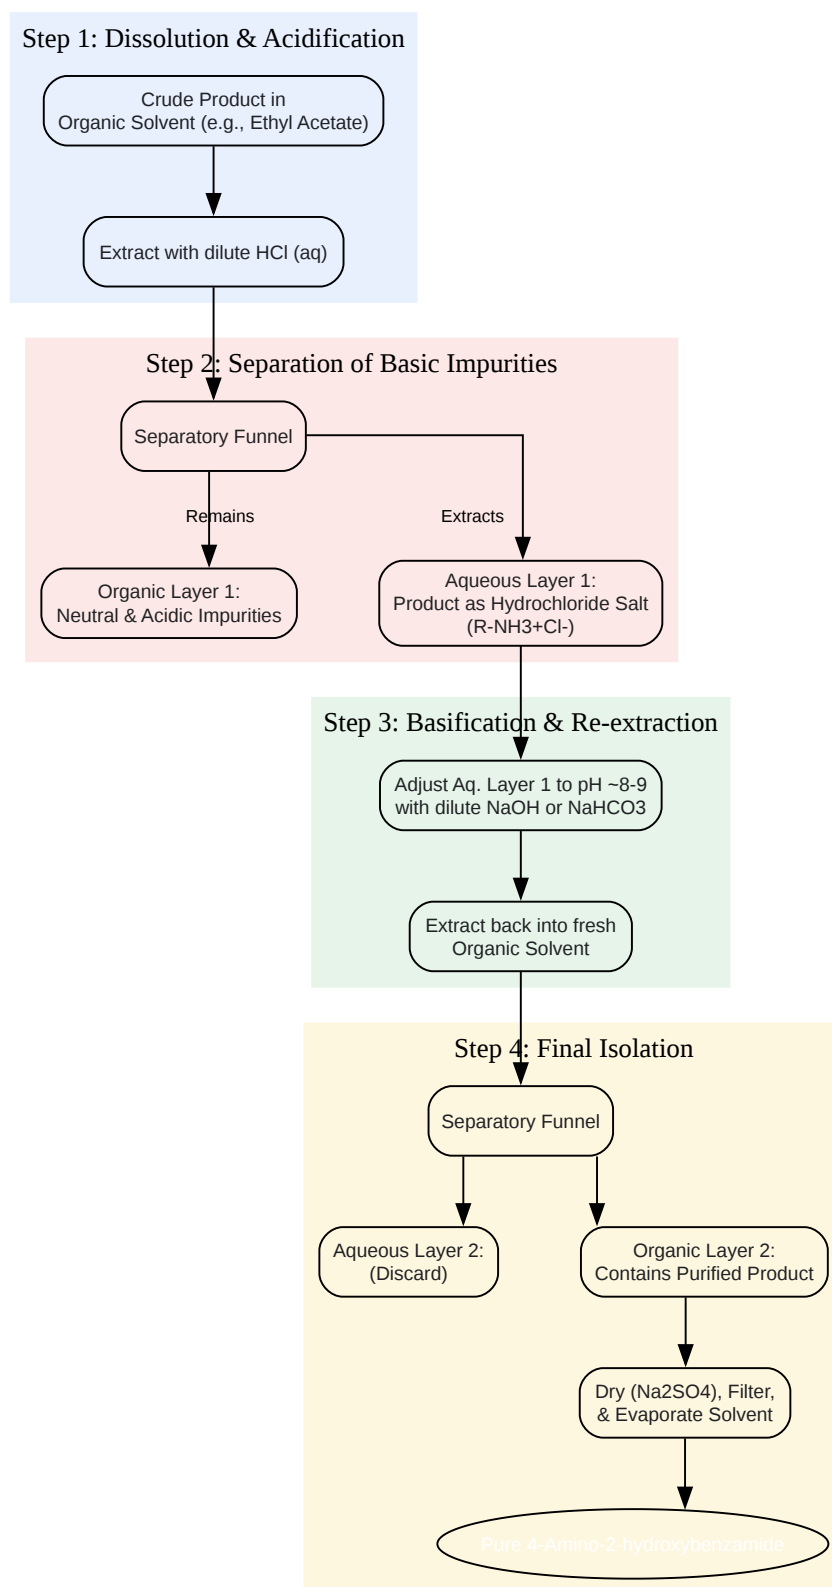 Step 1: Dissolution & Acidification
Crude Product in
Organic Solvent (e.g., Ethyl Acetate)
Extract with dilute HCl (aq)
Step 2: Separation of Basic Impurities
Separatory Funnel
Remains
Extracts
Organic Layer 1:
Neutral & Acidic Impurities
Aqueous Layer 1:
Product as Hydrochloride Salt
(R-NH3+Cl-)
Step 3: Basification & Re-extraction
Adjust Aq. Layer 1 to pH ~8-9
with dilute NaOH or NaHCO3
Extract back into fresh
Organic Solvent
Step 4: Final Isolation
Separatory Funnel
Aqueous Layer 2:
(Discard)
Organic Layer 2:
Contains Purified Product
Dry (Na2SO4), Filter,
& Evaporate Solvent
Pure 4-Amino-2-hydroxybenzamide